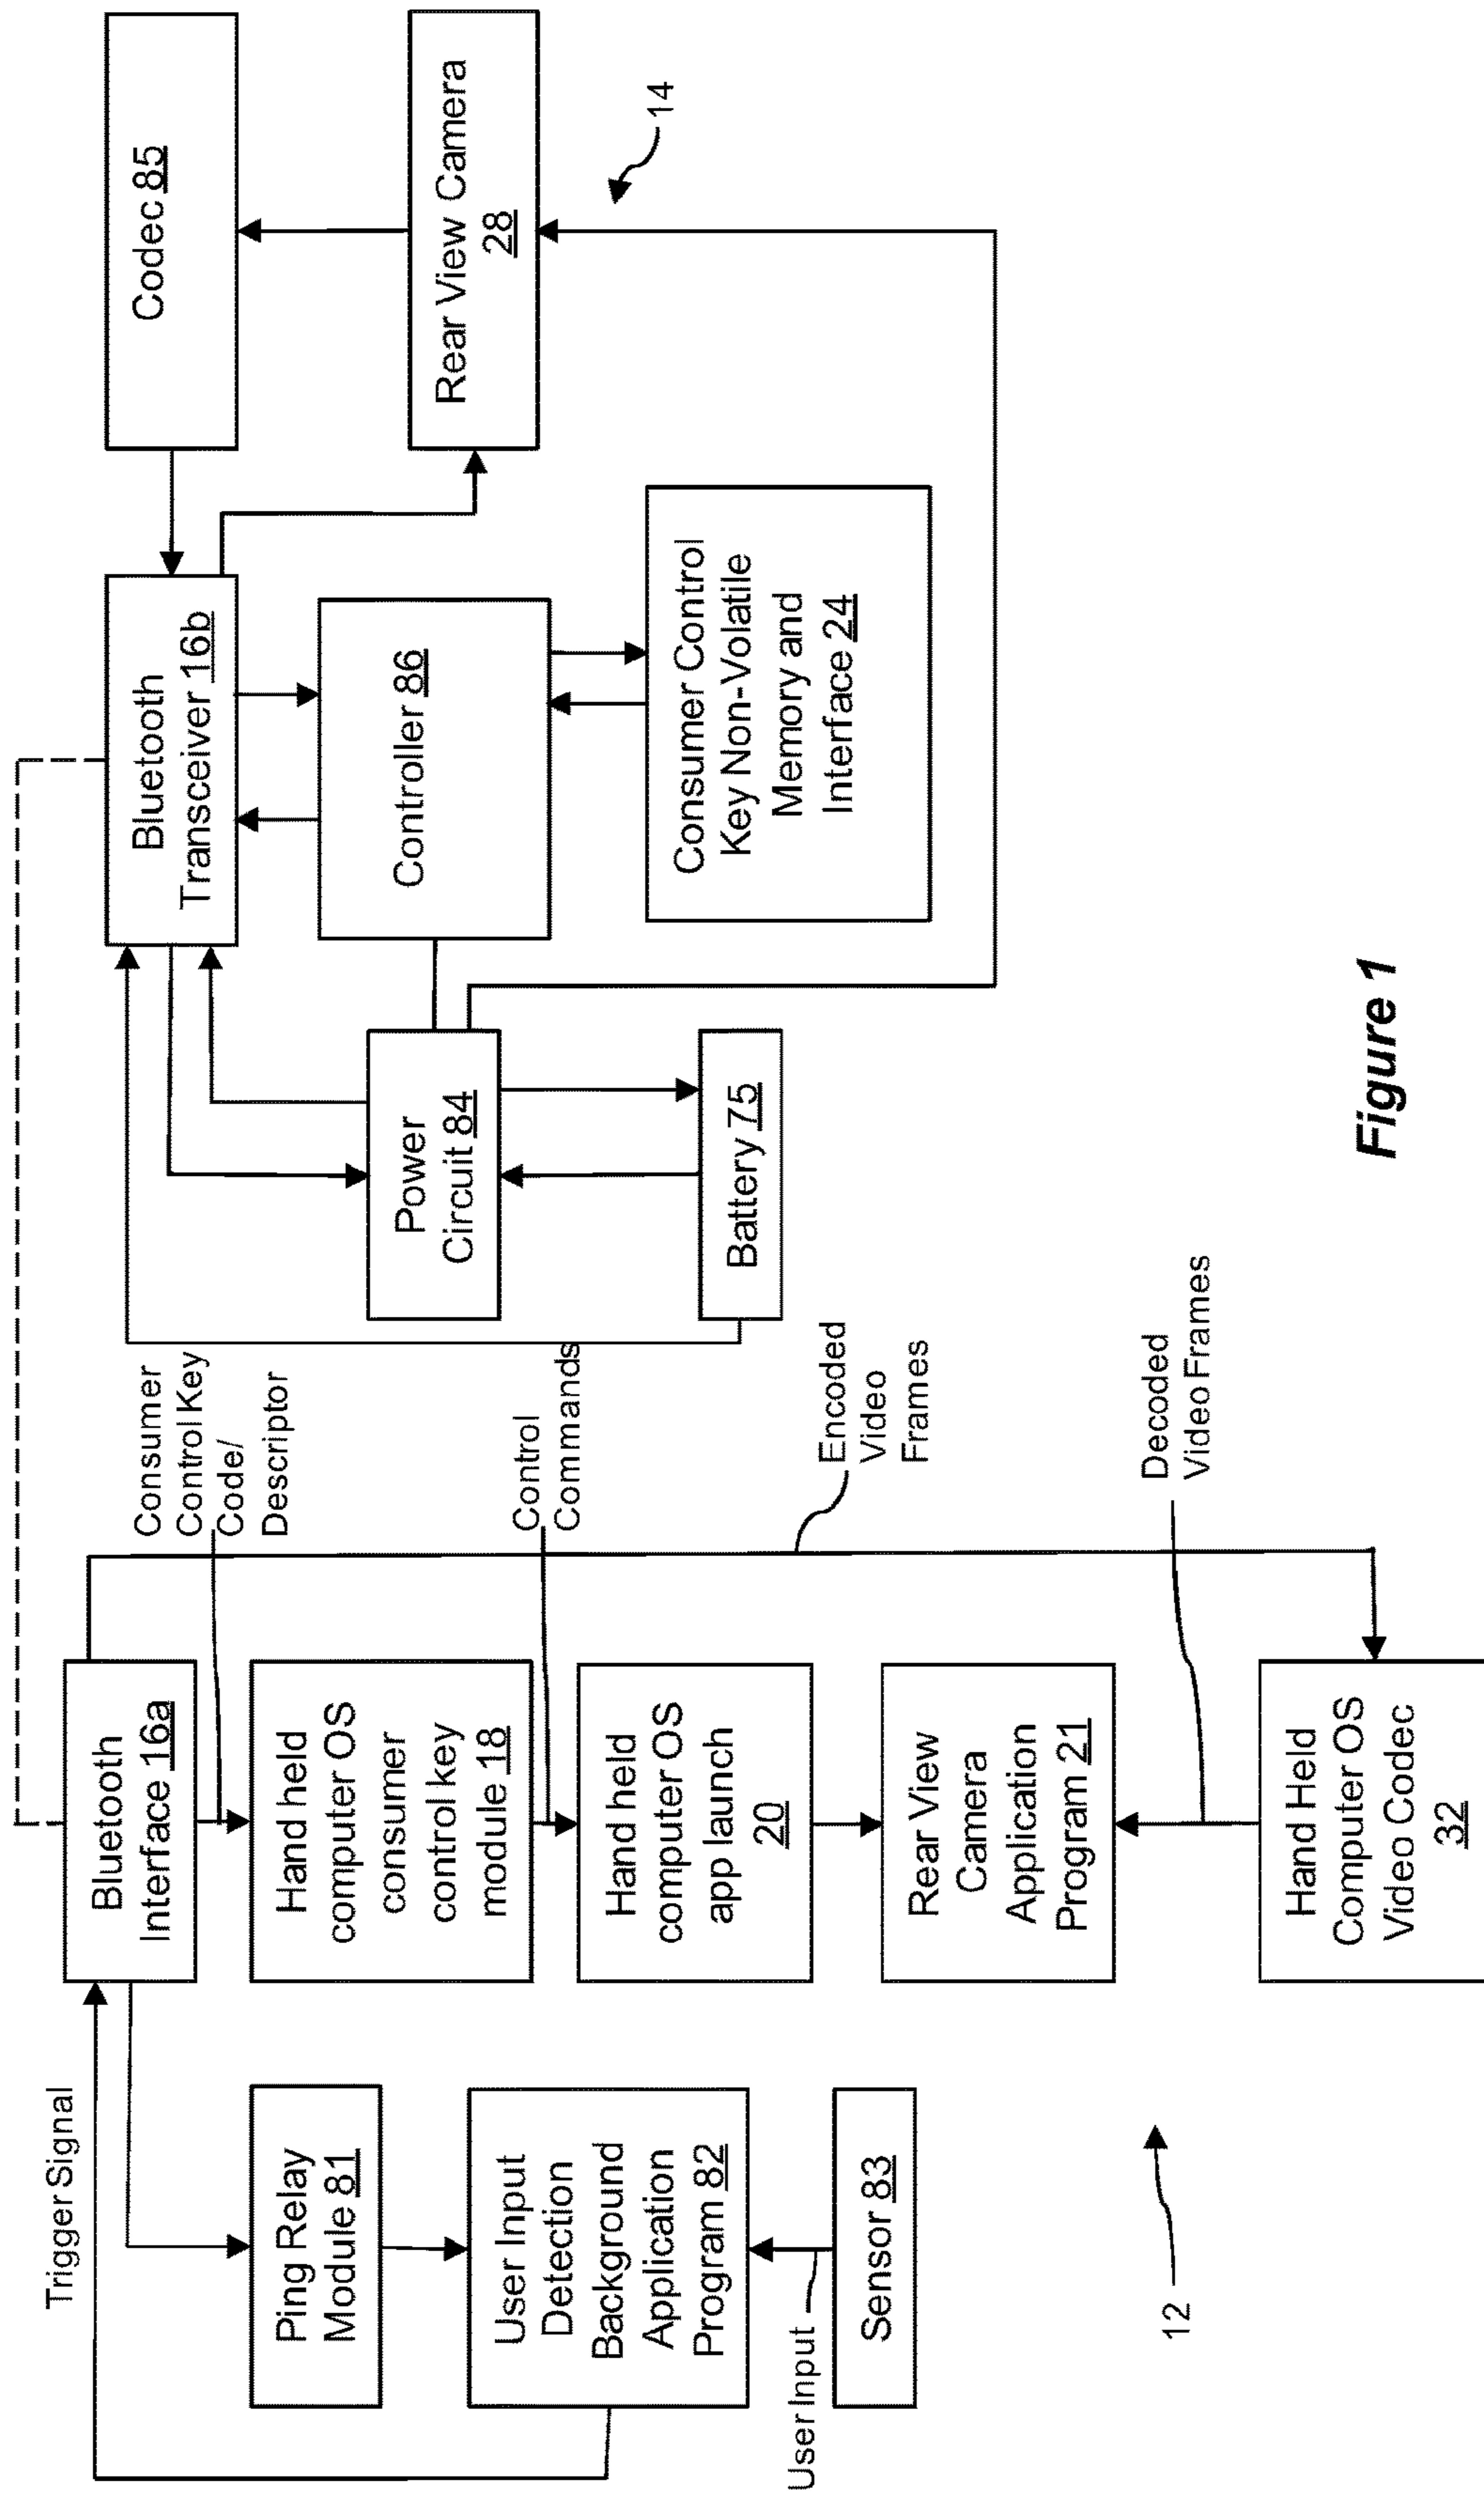 Trigger Signal
Bluetooth
Interface 16a
Consumer
Control Key
Code/
Descriptor
Ping Relay
Module 81
Hand held
computer OS
consumer
control key
module 18
Control
Commands
User Input
Detection
Background
Application
Program 82
Hand held
computer OS
app launch
20
User Input
Sensor 83
Rear View
Camera
Application
Program 21
Encoded
Video
Frames
Decoded
Video Frames
Hand Held
Computer OS
Video Codec
32
12
Bluetooth
Transceiver 16b
Codec 85
Power
Circuit 84
Controller 86
Rear View Camera
28
14
Battery 75
Consumer Control
Key Non-Volatile
Memory and
Interface 24
Figure 1